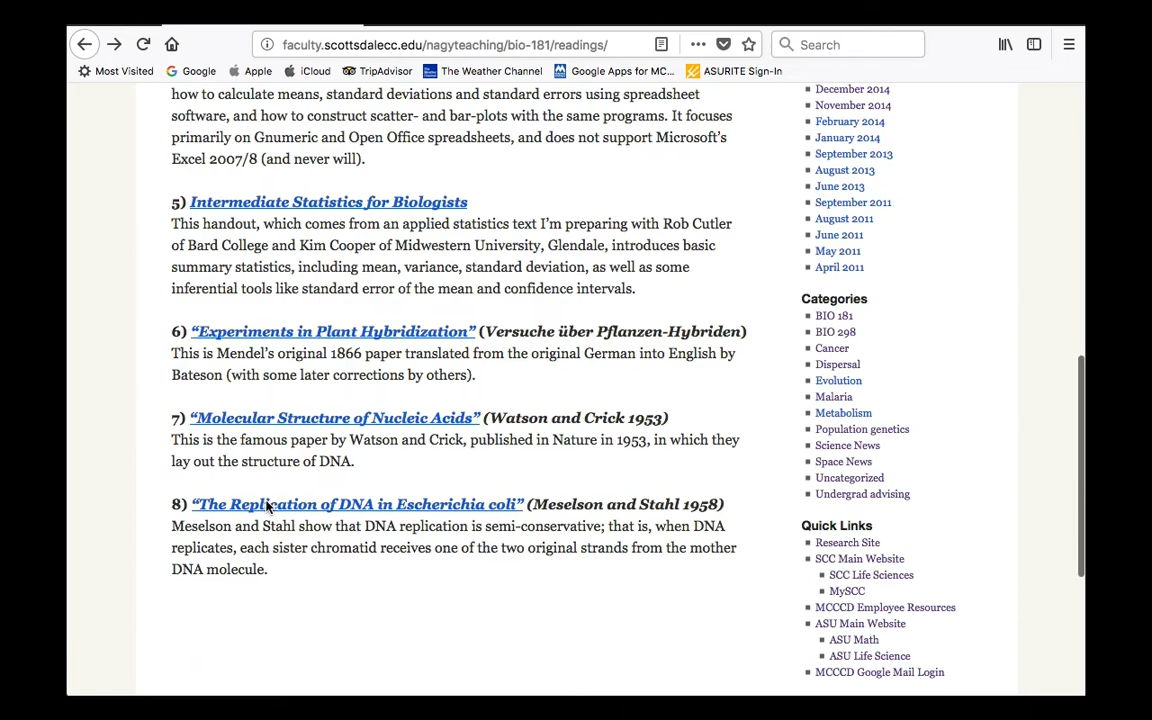 faculty.scottsdalecc.edu/nagyteaching/bio-181/readings/
Search
Most Visited
Google
Apple
iCloud
TripAdvisor
The Weather Channel
Google Apps for MC...
ASURITE Sign-In
how to calculate means, standard deviations and standard errors using spreadsheet
software, and how to construct scatter- and bar-plots with the same programs. It focuses
primarily on Gnumeric and Open Office spreadsheets, and does not support Microsoft's
Excel 2007/8 (and never will).
5) Intermediate Statistics for Biologists
This handout, which comes from an applied statistics text I'm preparing with Rob Cutler
of Bard College and Kim Cooper of Midwestern University, Glendale, introduces basic
summary statistics, including mean, variance, standard deviation, as well as some
inferential tools like standard error of the mean and confidence intervals.
6) “Experiments in Plant Hybridization” (Versuche über Pflanzen-Hybriden)
This is Mendel's original 1866 paper translated from the original German into English by
Bateson (with some later corrections by others).
7) “Molecular Structure of Nucleic Acids” (Watson and Crick 1953)
This is the famous paper by Watson and Crick, published in Nature in 1953, in which they
lay out the structure of DNA.
8) “The Replication of DNA in Escherichia coli” (Meselson and Stahl 1958)
Meselson and Stahl show that DNA replication is semi-conservative; that is, when DNA
replicates, each sister chromatid receives one of the two original strands from the mother
DNA molecule.
December 2014
November 2014
February 2014
January 2014
September 2013
August 2013
June 2013
September 2011
August 2011
June 2011
May 2011
April 2011
Categories
BIO 181
BIO 298
Cancer
Dispersal
Evolution
Malaria
Metabolism
Population genetics
Science News
Space News
Uncategorized
Undergrad advising
Quick Links
Research Site
SCC Main Website
SCC Life Sciences
MySCC
MCCCD Employee Resources
ASU Main Website
ASU Math
ASU Life Science
MCCCD Google Mail Login